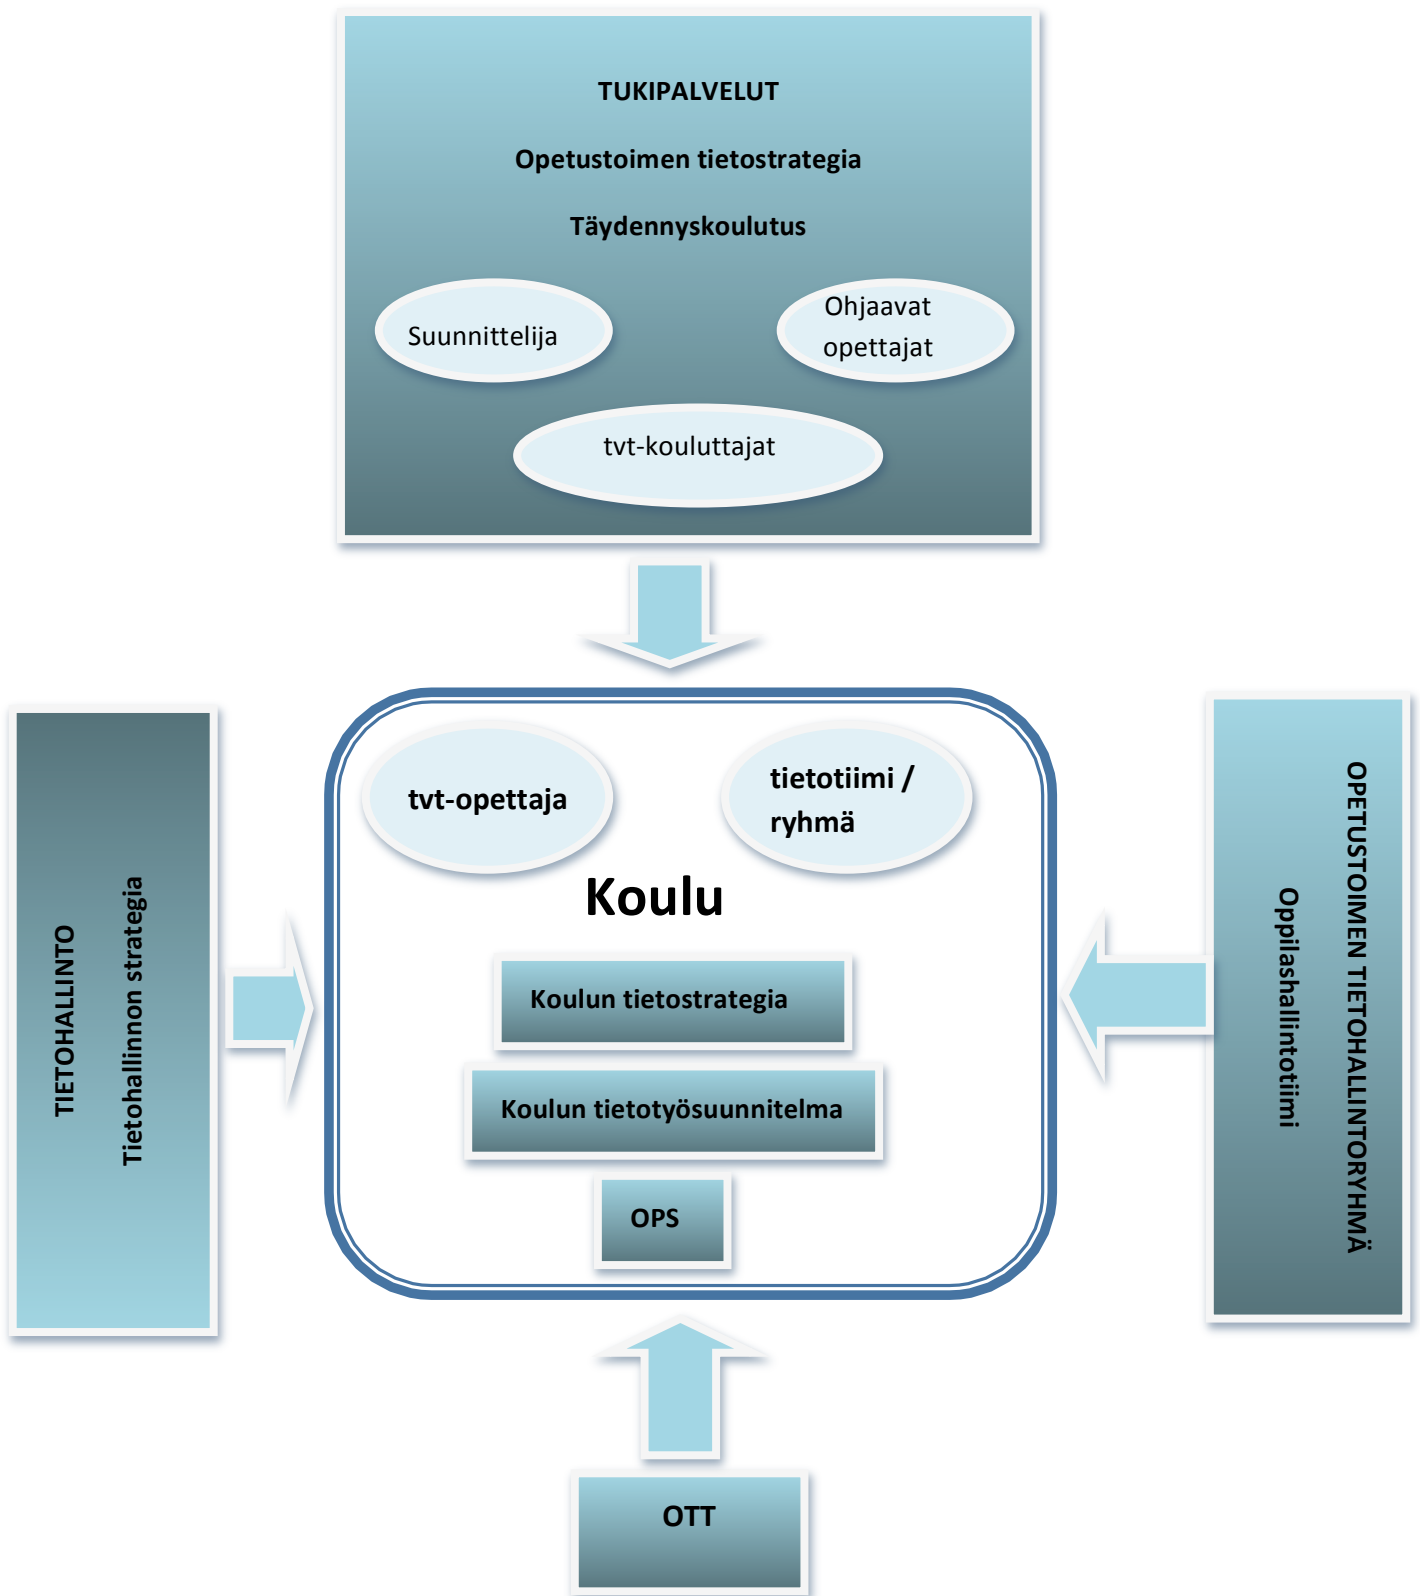 TUKIPALVELUT
Opetustoimen tietostrategia
Täydennyskoulutus
Suunnittelija
Ohjaavat
opettajat
tvt-kouluttajat
TIETOHALLINTO
Tietohallinnon strategia
tvt-opettaja
tietotiimi /
ryhmä
Koulu
Koulun tietostrategia
Koulun tietotyösuunnitelma
OPS
OPETUSTOIMEN TIETOHALLINTORYHMÄ
Oppilashallintotiimi
OTT